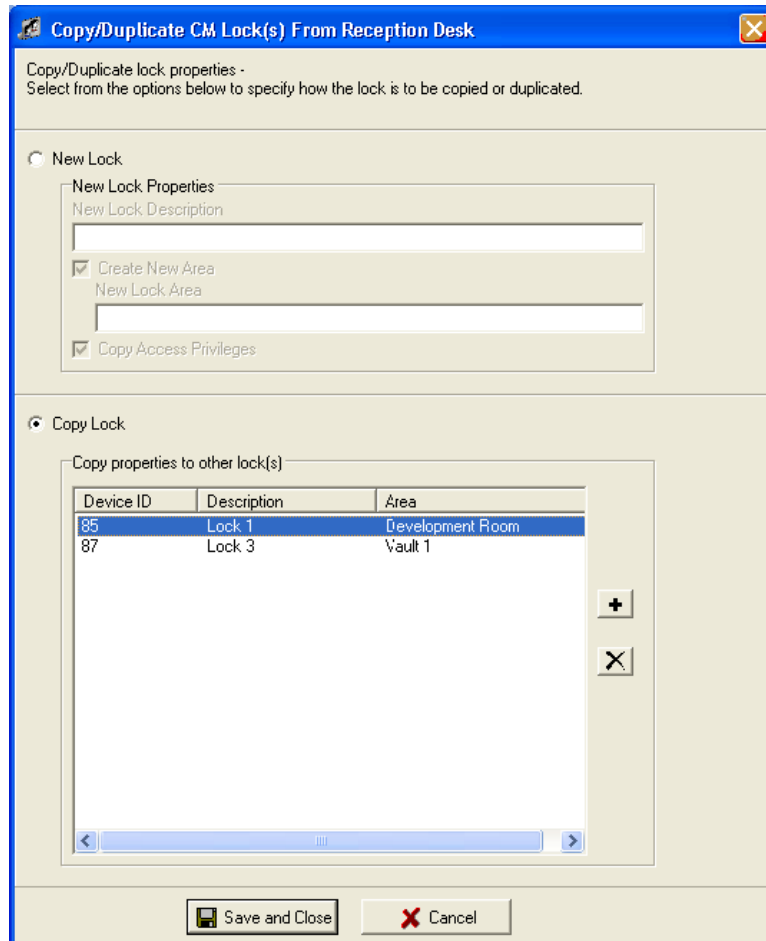 Copy/Duplicate CM Lock(s) From Reception Desk
Copy/Duplicate lock properties -
Select from the options below to specify how the lock is to be copied or duplicated.
New Lock
New Lock Properties
New Lock Description
Create New Area
New Lock Area
Copy Access Privileges
Copy Lock
Copy properties to other lock(s)
Device ID Description Area
85 Lock 1 Development Room
87 Lock 3 Vault 1
Save and Close Cancel